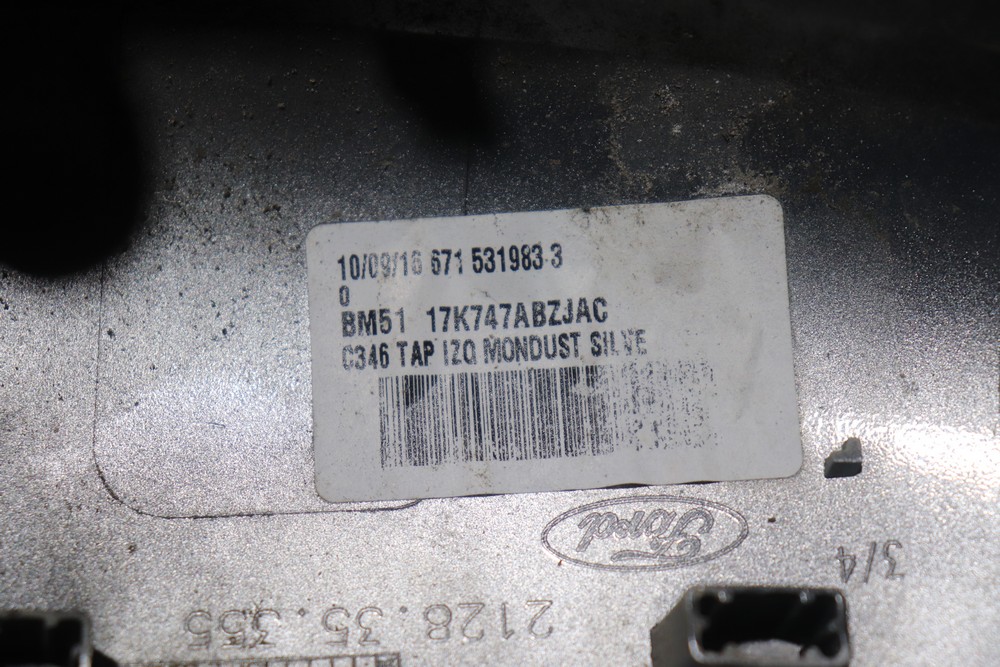 10/09/16 671 531983 3
0
BM51 17K747ABZJAC
C346 TAP IZQ MONDUST SILVE
Ford
3/4
2128.35.355